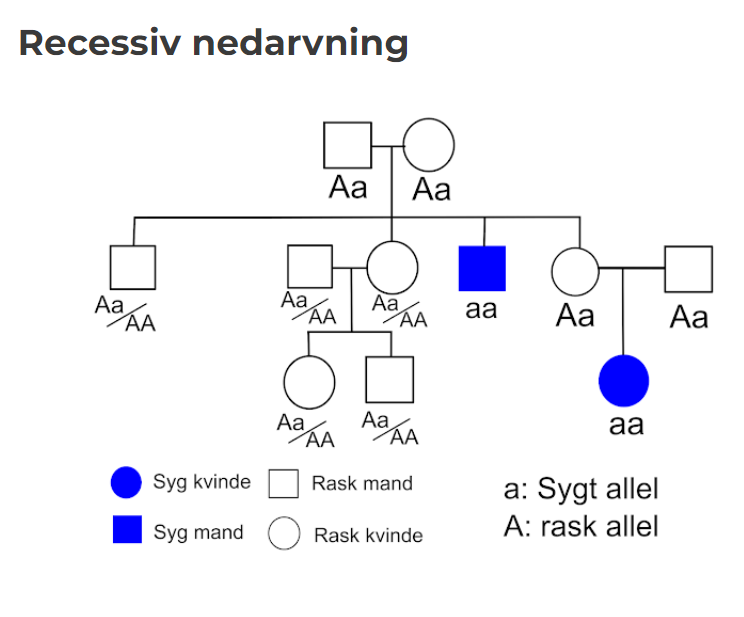 Recessiv nedarvning
Aa Aa
Aa/AA Aa/AA Aa/AA aa Aa Aa
Aa/AA Aa/AA aa
Syg kvinde Rask mand a: Sygt allel
Syg mand Rask kvinde A: rask allel